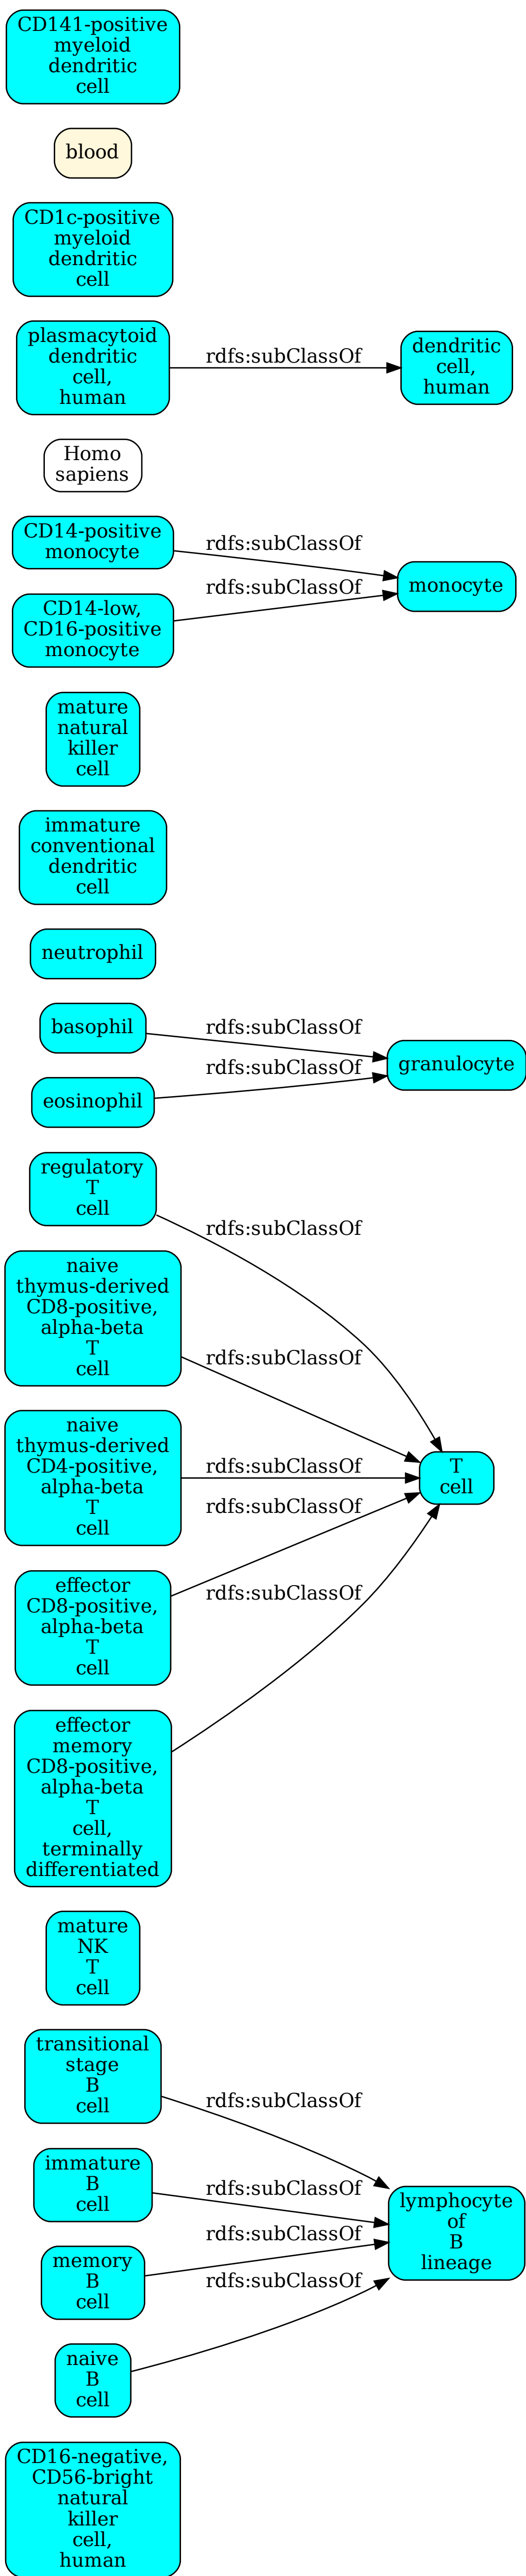 CD141-positive
myeloid
dendritic
cell
blood
CD1c-positive
myeloid
dendritic
cell
plasmacytoid
dendritic
cell,
human
rdfs:subClassOf
dendritic
cell,
human
Homo
sapiens
CD14-positive
monocyte
rdfs:subClassOf
CD14-low,
CD16-positive
monocyte
rdfs:subClassOf
monocyte
mature
natural
killer
cell
immature
conventional
dendritic
cell
neutrophil
basophil
rdfs:subClassOf
eosinophil
rdfs:subClassOf
granulocyte
regulatory
T
cell
rdfs:subClassOf
naive
thymus-derived
CD8-positive,
alpha-beta
T
cell
rdfs:subClassOf
naive
thymus-derived
CD4-positive,
alpha-beta
T
cell
rdfs:subClassOf
T
cell
effector
CD8-positive,
alpha-beta
T
cell
rdfs:subClassOf
effector
memory
CD8-positive,
alpha-beta
T
cell,
terminally
differentiated
rdfs:subClassOf
mature
NK
T
cell
transitional
stage
B
cell
rdfs:subClassOf
immature
B
cell
rdfs:subClassOf
lymphocyte
of
B
lineage
memory
B
cell
rdfs:subClassOf
naive
B
cell
rdfs:subClassOf
CD16-negative,
CD56-bright
natural
killer
cell,
human